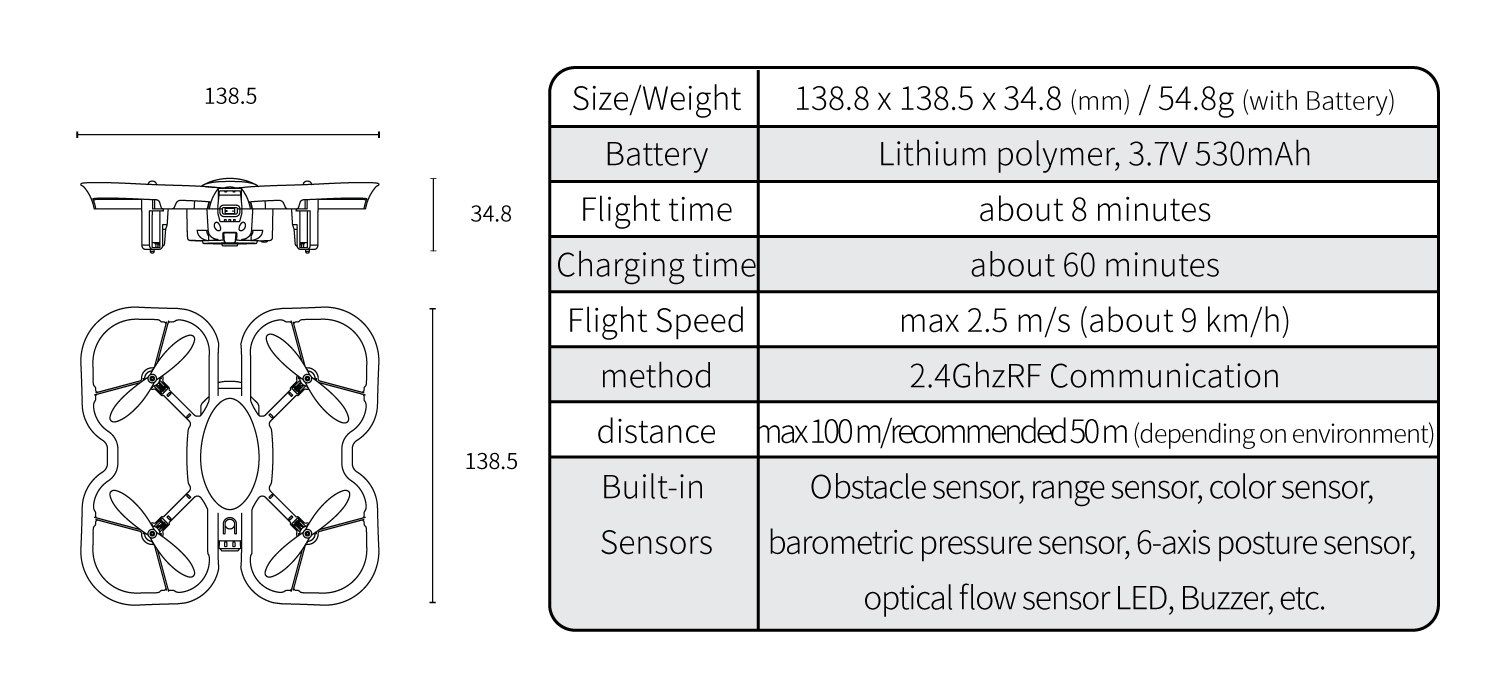 138.5
34.8
138.5
Size/Weight 138.8 x 138.5 x 34.8 (mm) / 54.8g (with Battery)
Battery Lithium polymer, 3.7V 530mAh
Flight time about 8 minutes
Charging time about 60 minutes
Flight Speed max 2.5 m/s (about 9 km/h)
method 2.4GhzRF Communication
distance max 100 m/recommended 50 m (depending on environment)
Built-in Obstacle sensor, range sensor, color sensor,
Sensors barometric pressure sensor, 6-axis posture sensor,
optical flow sensor LED, Buzzer, etc.